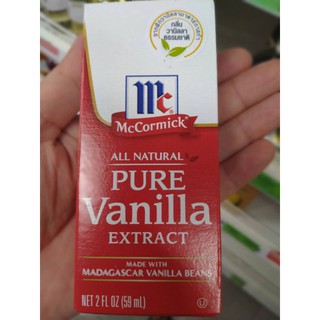 กลิ่น
วานิลลา
ธรรมชาติ
mc
McCormick®
ALL NATURAL
PURE
Vanilla
EXTRACT
MADE WITH
MADAGASCAR VANILLA BEANS
NET 2 FL OZ (59 mL)
U